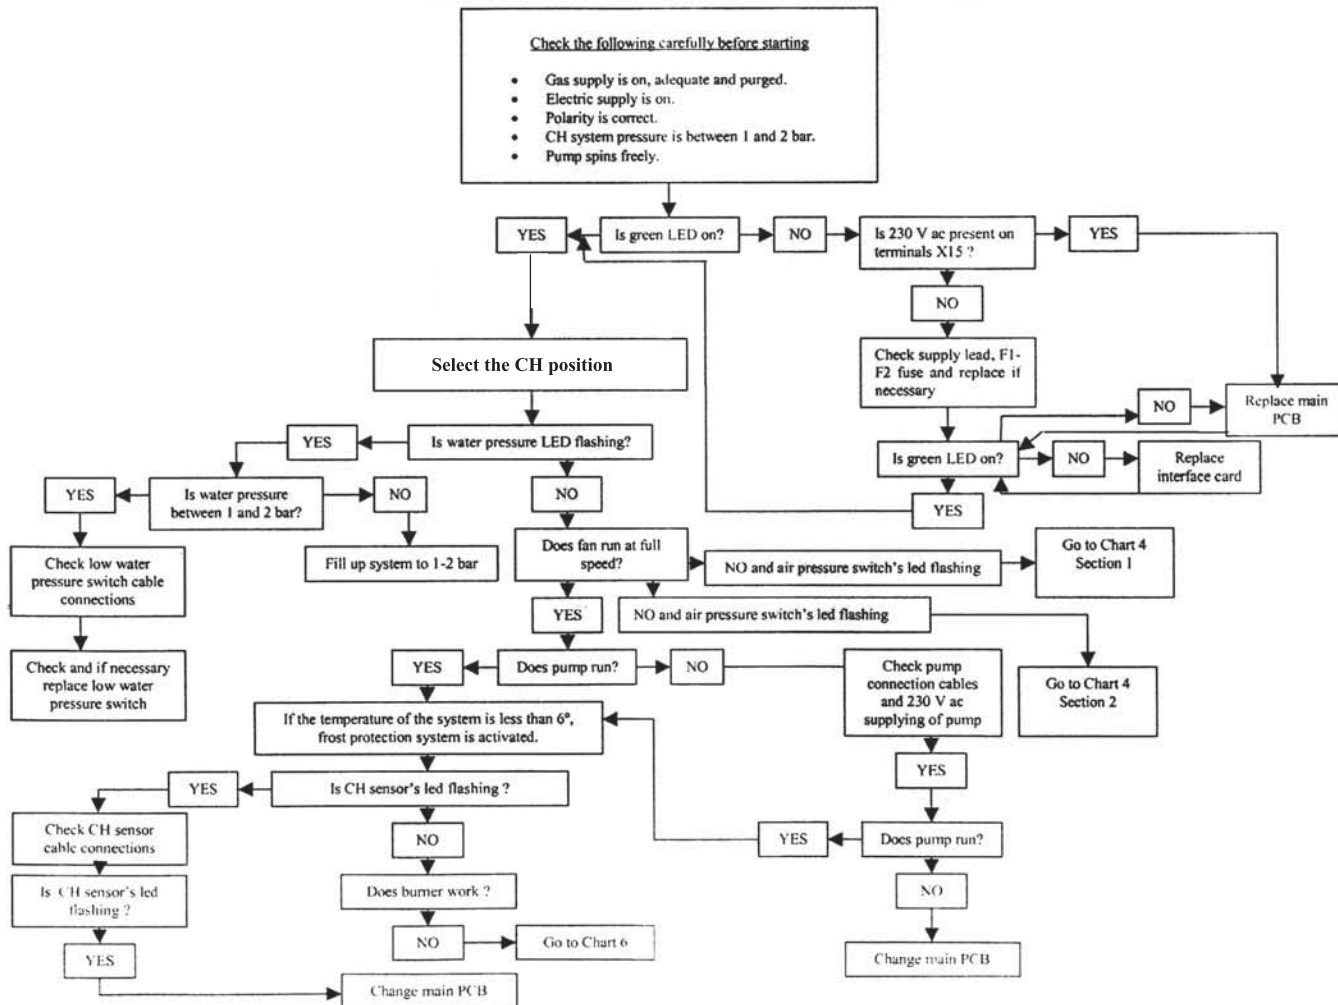 Check the following carefully before starting
• Gas supply is on, adequate and purged.
• Electric supply is on.
• Polarity is correct.
• CH system pressure is between 1 and 2 bar.
• Pump spins freely.
YES
Is green LED on?
NO
Is 230 V ac present on
terminals X15 ?
YES
NO
Select the CH position
Check supply lead, F1-
F2 fuse and replace if
necessary
NO
Replace main
PCB
YES
Is water pressure LED flashing?
Is green LED on?
NO
Replace
interface card
YES
YES
Is water pressure
between 1 and 2 bar?
NO
NO
Check low water
pressure switch cable
connections
Fill up system to 1-2 bar
Does fan run at full
speed?
NO and air pressure switch's led flashing
Go to Chart 4
Section 1
YES
NO and air pressure switch's led flashing
Check and if necessary
replace low water
pressure switch
YES
Does pump run?
NO
Check pump
connection cables
and 230 V ac
supplying of pump
Go to Chart 4
Section 2
If the temperature of the system is less than 6º,
frost protection system is activated.
YES
YES
Is CH sensor's led flashing ?
Check CH sensor
cable connections
NO
YES
Does pump run?
Is CH sensor's led
flashing ?
Does burner work ?
NO
YES
NO
Go to Chart 6
Change main PCB
Change main PCB